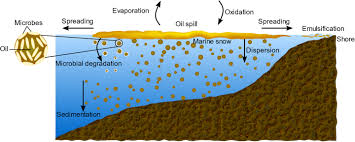 Evaporation
Oxidation
Microbes
Spreading
Oil spill
Spreading
Emulsification
Shore
Oil
Marine snow
Dispersion
Microbial degradation
Sedimentation